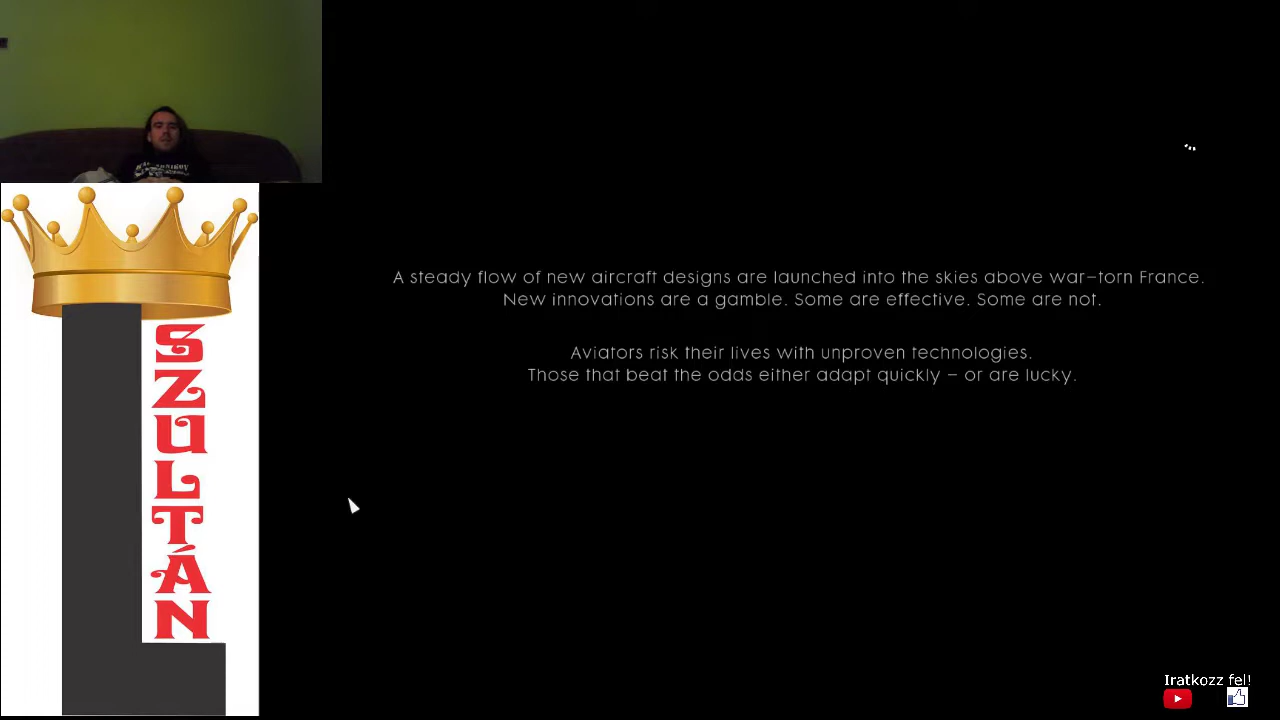 SZULTÁN
A steady flow of new aircraft designs are launched into the skies above war-torn France.
New innovations are a gamble. Some are effective. Some are not.
Aviators risk their lives with unproven technologies.
Those that beat the odds either adapt quickly - or are lucky.
Iratkozz fel!